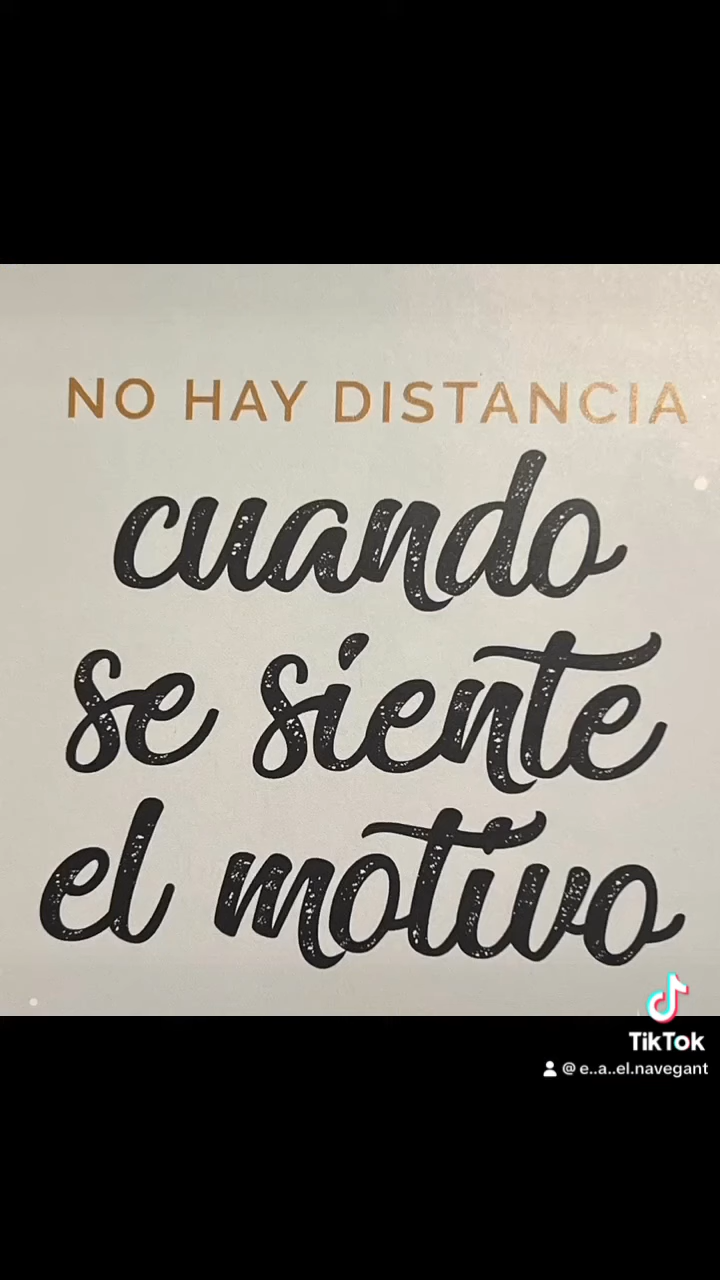 NO HAY DISTANCIA
cuando
se siente
el motivo
TikTok
@e..a..el.navegant